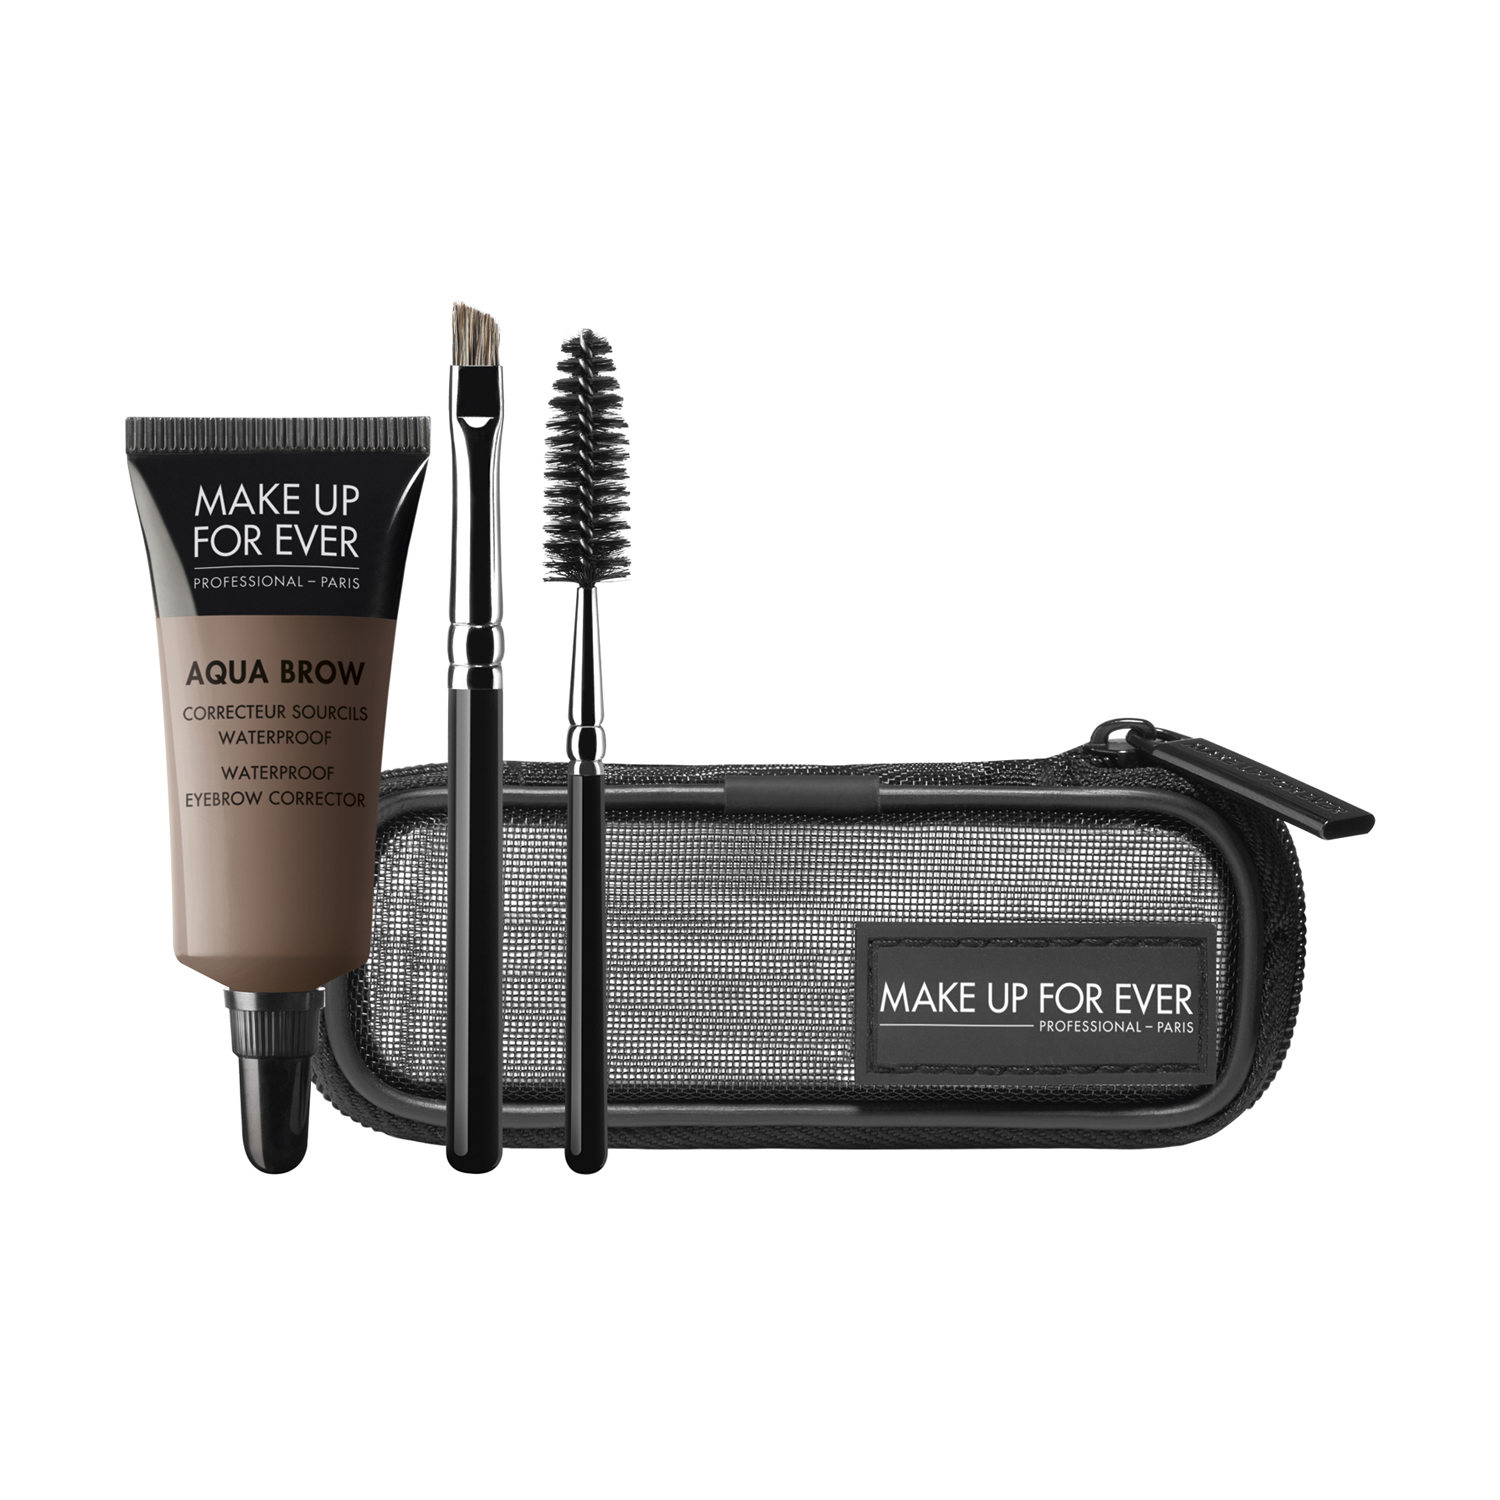 MAKE UP
FOR EVER
PROFESSIONAL – PARIS
AQUA BROW
CORRECTEUR SOURCILS
WATERPROOF
WATERPROOF
EYEBROW CORRECTOR
MAKE UP FOR EVER
PROFESSIONAL – PARIS